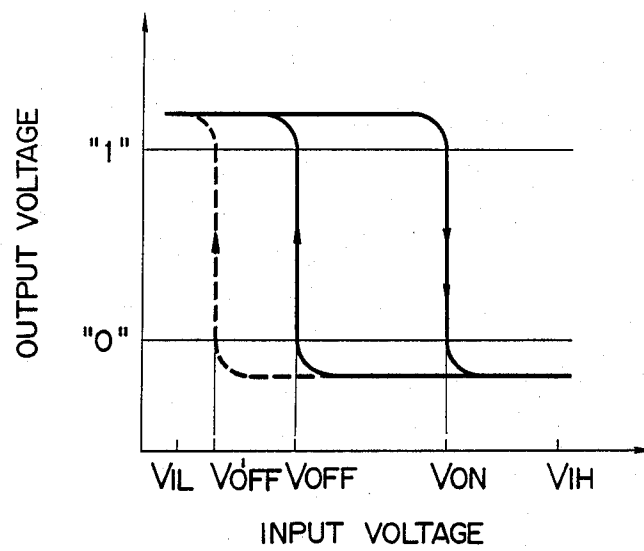 OUTPUT VOLTAGE
"1"
"0"
VIL V'OFF VOFF VON VIH
INPUT VOLTAGE